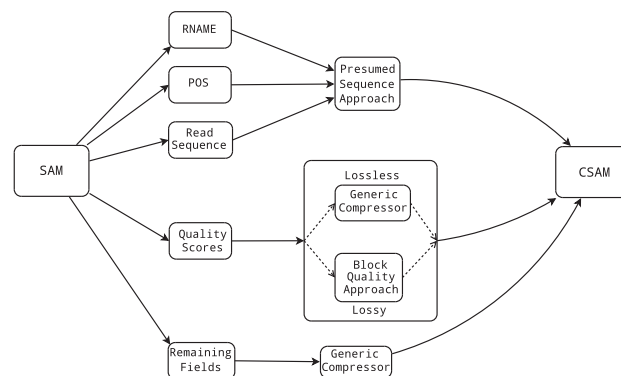 RNAME
POS
Read
Sequence
Presumed
Sequence
Approach
SAM
CSAM
Lossless
Generic
Compressor
Quality
Scores
Block
Quality
Approach
Lossy
Remaining
Fields
Generic
Compressor